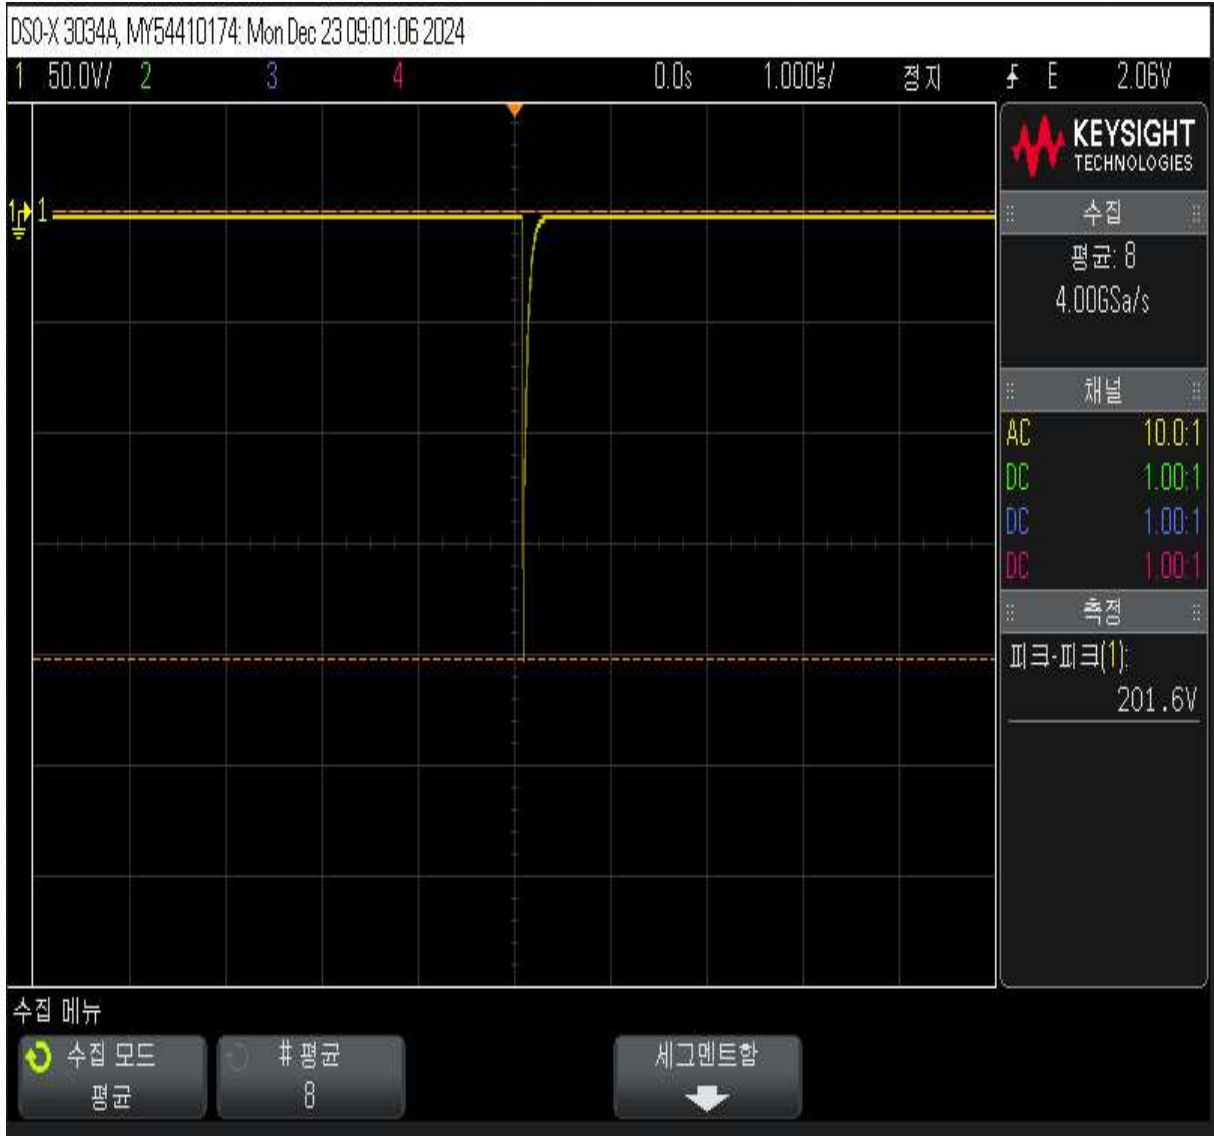 DSO-X 3034A, MY54410174: Mon Dec 23 09:01:06 2024
1 50.0V/ 2 3 4 0.0s 1.000㎲/ 정지 E 2.06V
KEYSIGHT
TECHNOLOGIES
수집
평균: 8
4.00GSa/s
채널
AC 10.0:1
DC 1.00:1
DC 1.00:1
DC 1.00:1
측정
피크-피크(1):
201.6V
1
1
수집 메뉴
수집 모드
평균
# 평균
8
세그멘트함